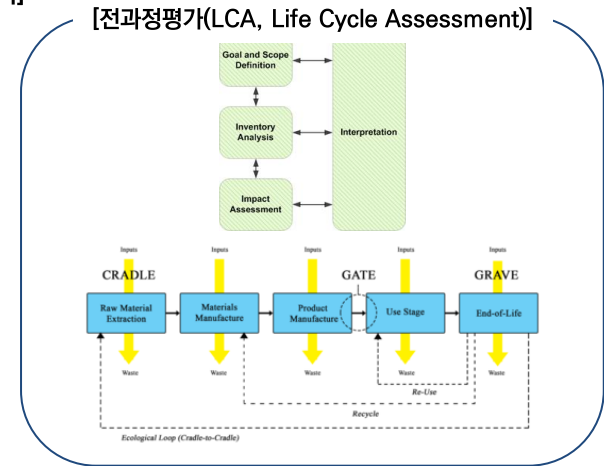 [전과정평가(LCA, Life Cycle Assessment)]
Goal and Scope
Definition
Inventory
Analysis
Interpretation
Impact
Assessment
Inputs
Inputs
Inputs
Inputs
Inputs
CRADLE
GATE
GRAVE
Raw Material
Extraction
Materials
Manufacture
Product
Manufacture
Use Stage
End-of-Life
Waste
Waste
Waste
Waste
Waste
Re-Use
Recycle
Ecological Loop (Cradle-to-Cradle)